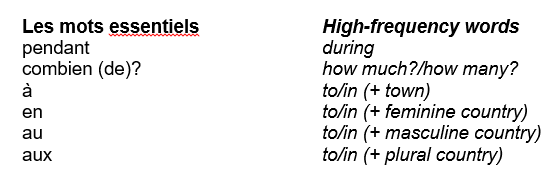 Les mots essentiels High-frequency words
pendant during
combien (de)? how much?/how many?
à to/in (+ town)
en to/in (+ feminine country)
au to/in (+ masculine country)
aux to/in (+ plural country)